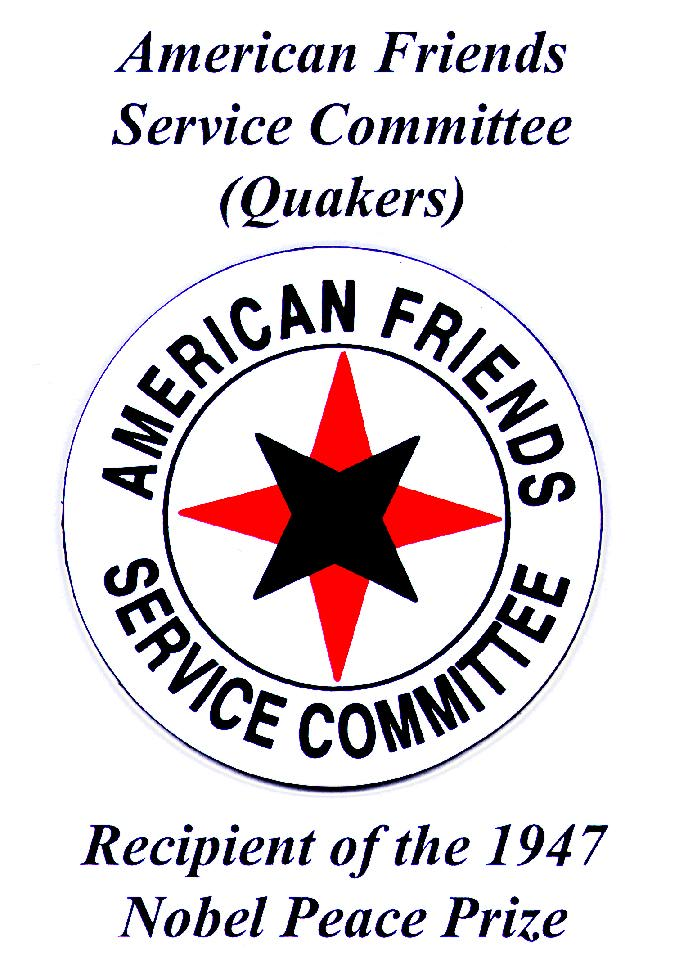 American Friends
Service Committee
(Quakers)
AMERICAN FRIENDS
SERVICE COMMITTEE
Recipient of the 1947
Nobel Peace Prize